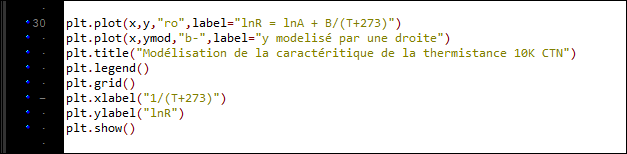 30 plt.plot(x,y,"ro",label="lnR = lnA + B/(T+273)")
plt.plot(x,ymod,"b-",label="y modelisé par une droite")
plt.title("Modélisation de la caractéritique de la thermistance 10K CTN")
plt.legend()
plt.grid()
plt.xlabel("1/(T+273)")
plt.ylabel("lnR")
plt.show()